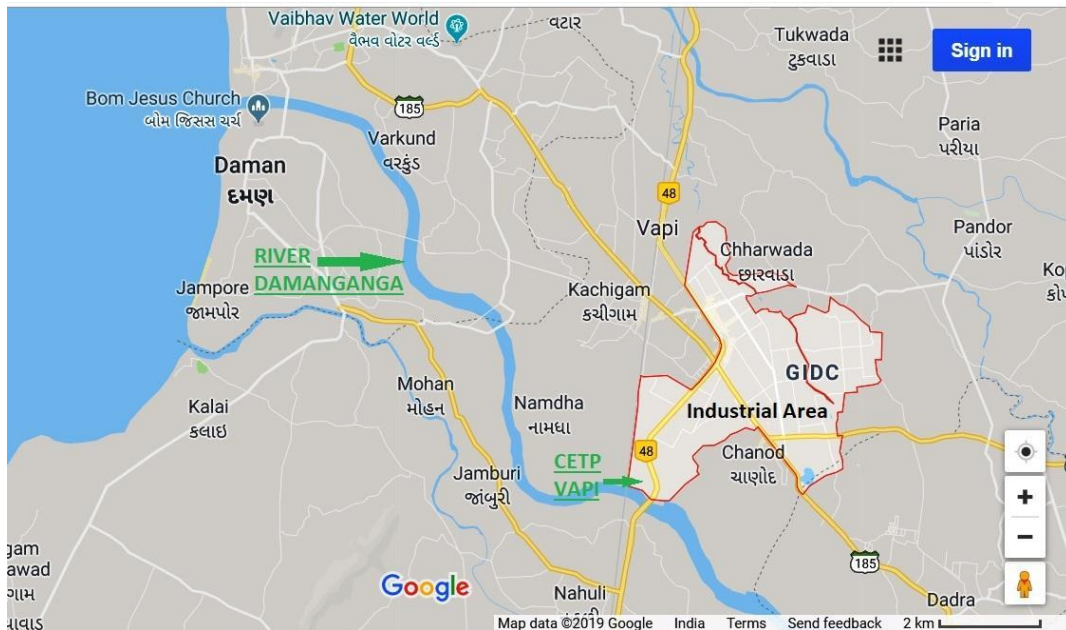 Vaibhav Water World
વૈભવ વોટર વર્લ્ડ
વટાર
Tukwada
ટુકવાડા
Sign in
Bom Jesus Church
બોમ જિસસ ચર્ચ
185
Varkund
વરકુંડ
Paria
પરીયા
Daman
દમણ
48
Vapi
Pandor
પાંડોર
Chharwada
છારવાડા
RIVER
DAMANGANGA
Jampore
જામપોર
Kachigam
કચીગામ
GIDC
Industrial Area
Mohan
મોહન
Kalai
કલાઇ
Namdha
નામધા
Chanod
ચાણોદ
48
CETP
VAPI
Jamburi
જાંબુરી
185
Google
Nahuli
Dadra
Map data ©2019 Google India Terms Send feedback 2 km